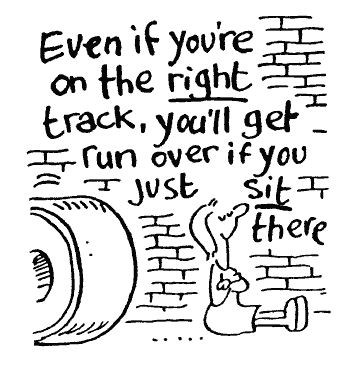 Even if you're
on the right
track, you'll get
run over if you
just sit
there